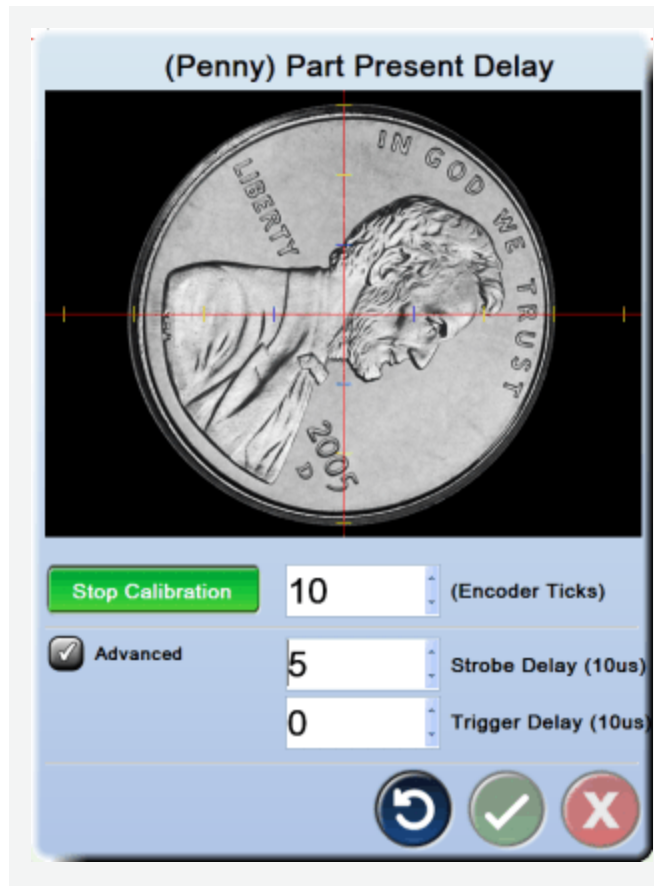 (Penny) Part Present Delay
IN GOD WE TRUST
LIBERTY
2005
D
Stop Calibration
10
(Encoder Ticks)
Advanced
5
Strobe Delay (10us)
0
Trigger Delay (10us)